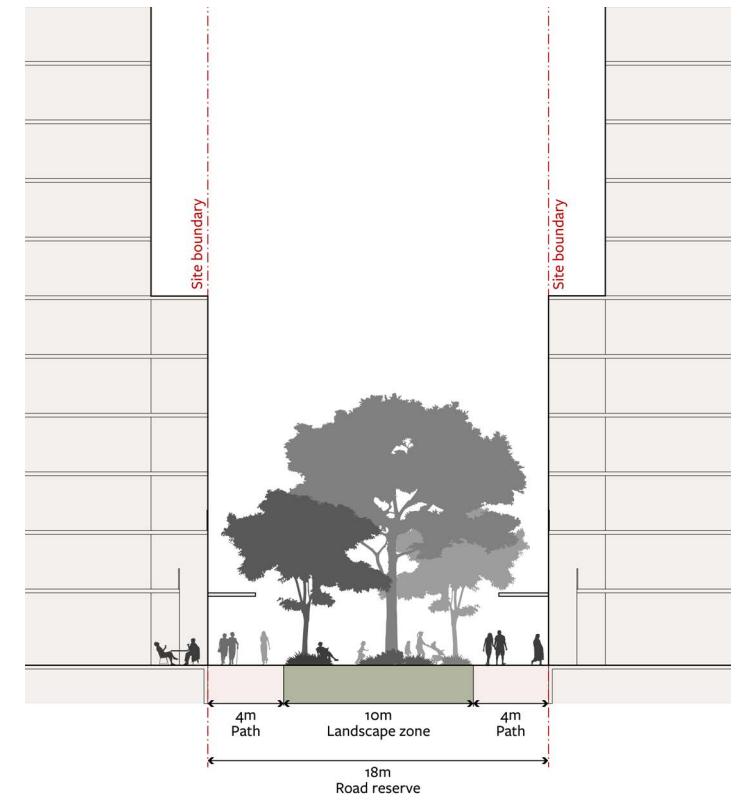 Site boundary
Site boundary
4m
Path
10m
Landscape zone
4m
Path
18m
Road reserve